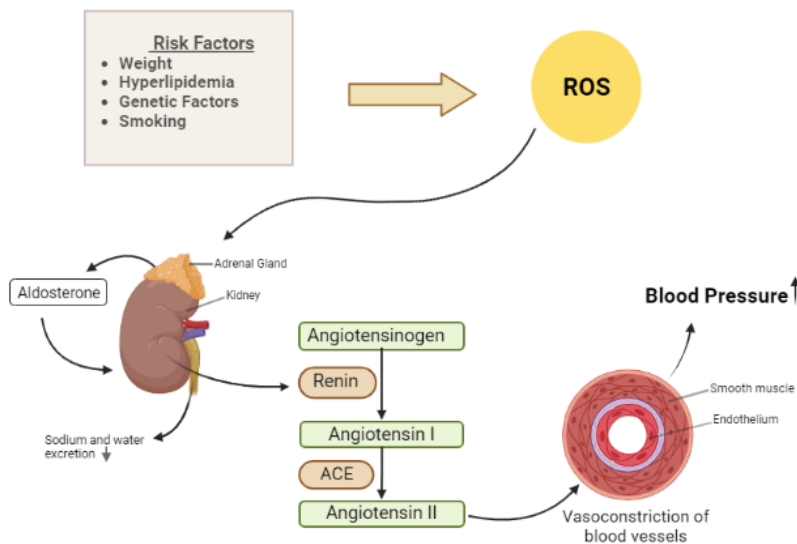 Risk Factors
• Weight
• Hyperlipidemia
• Genetic Factors
• Smoking
ROS
Adrenal Gland
Aldosterone
Kidney
Blood Pressure
Angiotensinogen
Renin
Smooth muscle
Endelium
Angiotensin I
Sodium and water
excretion
ACE
Angiotensin II
Vasoconstriction of
blood vessels